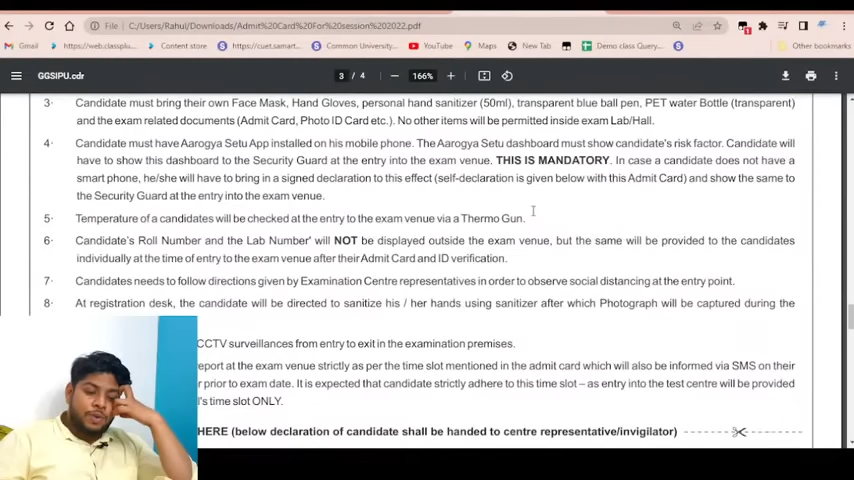 File | C:/Users/Rahul/Downloads/Admit%20Card%20For%20session%202022.pdf
Gmail https://web.classplu... Content store https://cuet.samart... Common University... YouTube Maps New Tab Demo class Query... Other bookmarks
GGSIPU.cdr 3 / 4 166%
3· Candidate must bring their own Face Mask, Hand Gloves, personal hand sanitizer (50ml), transparent blue ball pen, PET water Bottle (transparent)
and the exam related documents (Admit Card, Photo ID Card etc.). No other items will be permitted inside exam Lab/Hall.
4· Candidate must have Aarogya Setu App installed on his mobile phone. The Aarogya Setu dashboard must show candidate's risk factor. Candidate will
have to show this dashboard to the Security Guard at the entry into the exam venue. THIS IS MANDATORY. In case a candidate does not have a
smart phone, he/she will have to bring in a signed declaration to this effect (self-declaration is given below with this Admit Card) and show the same to
the Security Guard at the entry into the exam venue.
5· Temperature of a candidates will be checked at the entry to the exam venue via a Thermo Gun.
6· Candidate's Roll Number and the Lab Number' will NOT be displayed outside the exam venue, but the same will be provided to the candidates
individually at the time of entry to the exam venue after their Admit Card and ID verification.
7· Candidates needs to follow directions given by Examination Centre representatives in order to observe social distancing at the entry point.
8· At registration desk, the candidate will be directed to sanitize his / her hands using sanitizer after which Photograph will be captured during the
CCTV surveillances from entry to exit in the examination premises.
eport at the exam venue strictly as per the time slot mentioned in the admit card which will also be informed via SMS on their
r prior to exam date. It is expected that candidate strictly adhere to this time slot – as entry into the test centre will be provided
l's time slot ONLY.
HERE (below declaration of candidate shall be handed to centre representative/invigilator)